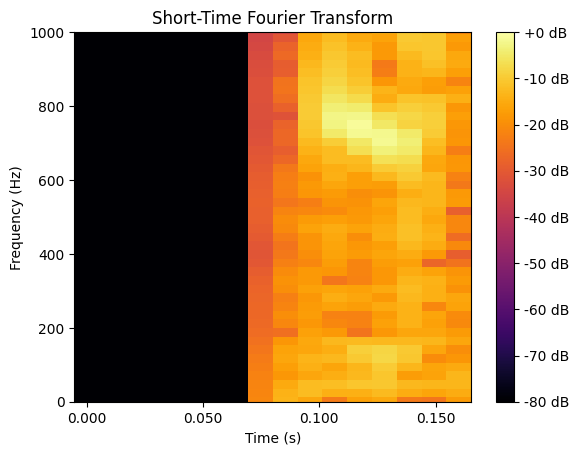 Short-Time Fourier Transform
1000
800
600
400
200
0
Frequency (Hz)
0.000
0.050
0.100
0.150
Time (s)
+0 dB
-10 dB
-20 dB
-30 dB
-40 dB
-50 dB
-60 dB
-70 dB
-80 dB